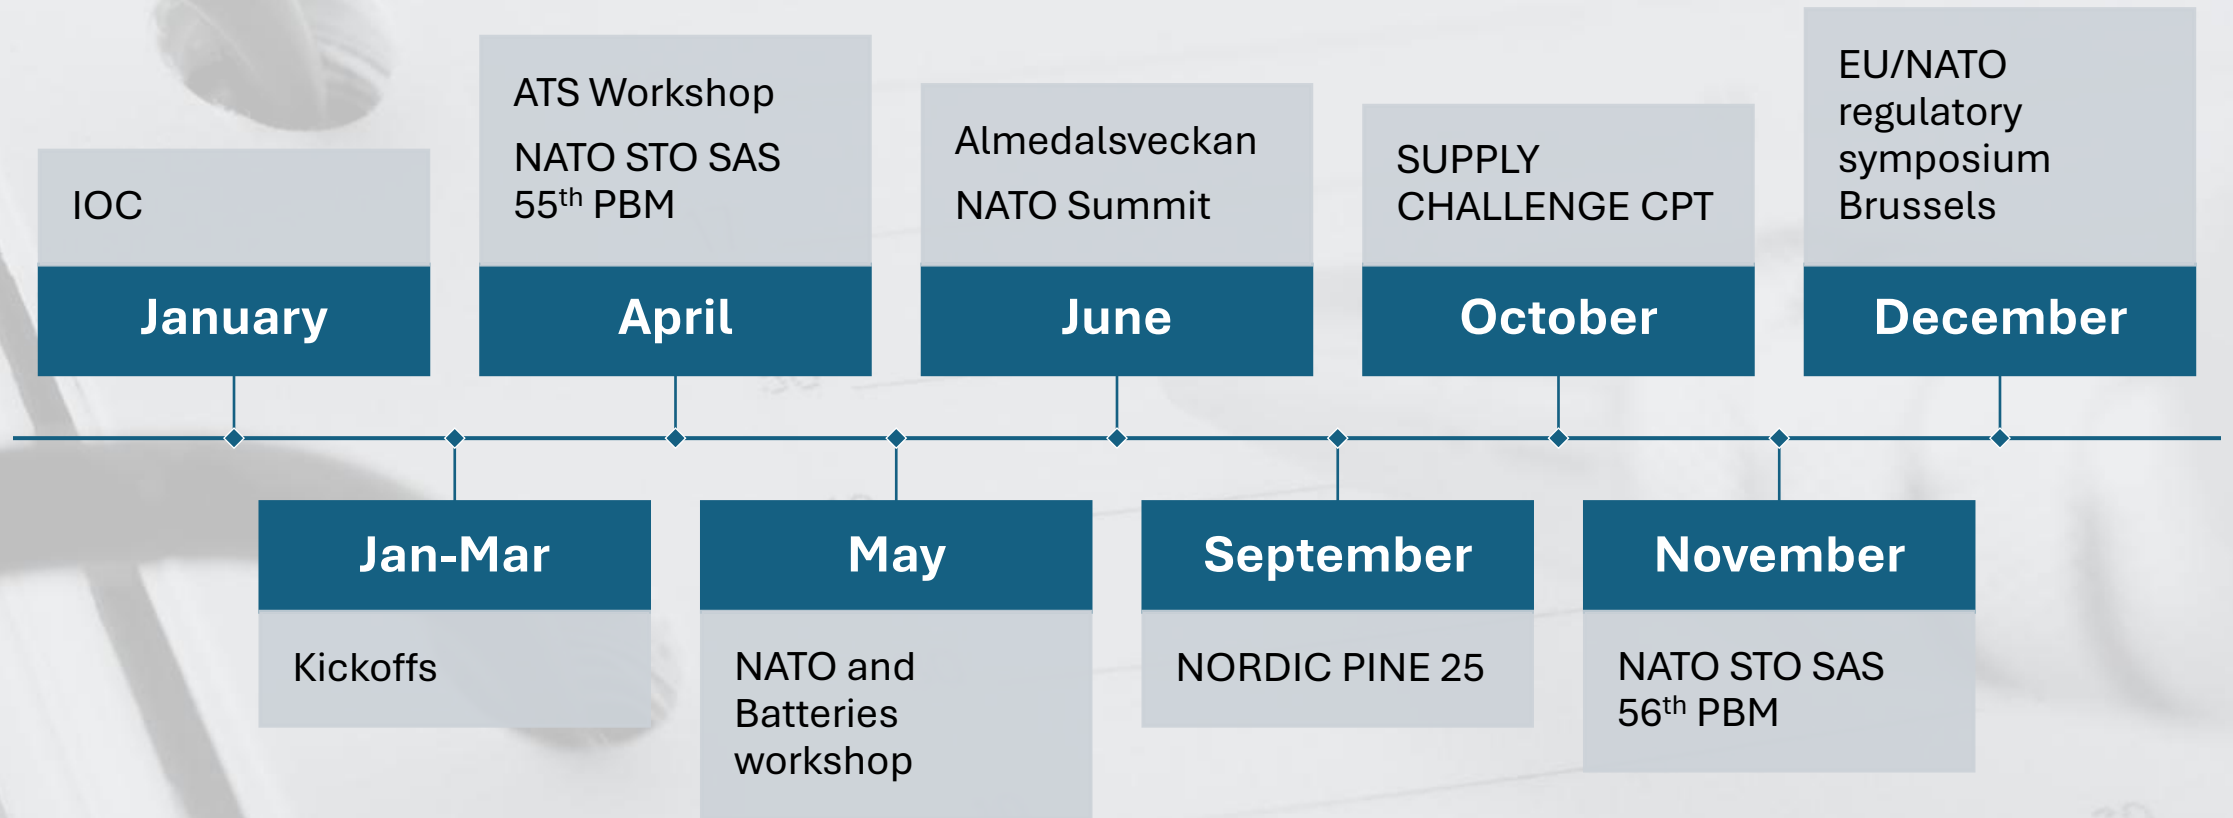 IOC
January
Jan-Mar
Kickoffs
ATS Workshop
NATO STO SAS
55th PBM
April
May
NATO and
Batteries
workshop
Almedalsveckan
NATO Summit
June
September
NORDIC PINE 25
SUPPLY
CHALLENGE CPT
October
November
NATO STO SAS
56th PBM
EU/NATO
regulatory
symposium
Brussels
December